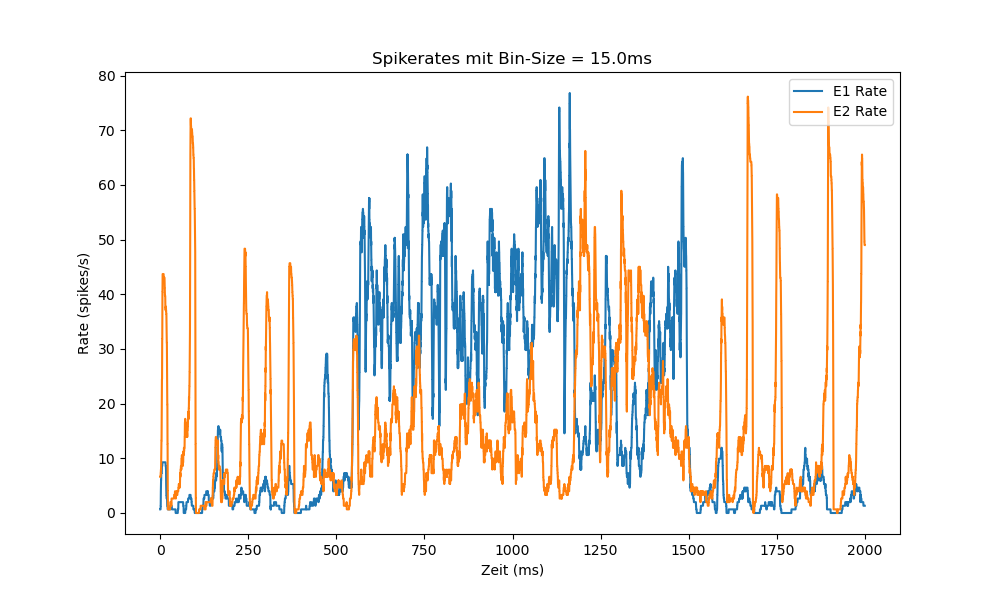 Spikerates mit Bin-Size = 15.0ms
E1 Rate
E2 Rate
80
70
60
50
40
30
20
10
0
Rate (spikes/s)
0 250 500 750 1000 1250 1500 1750 2000
Zeit (ms)